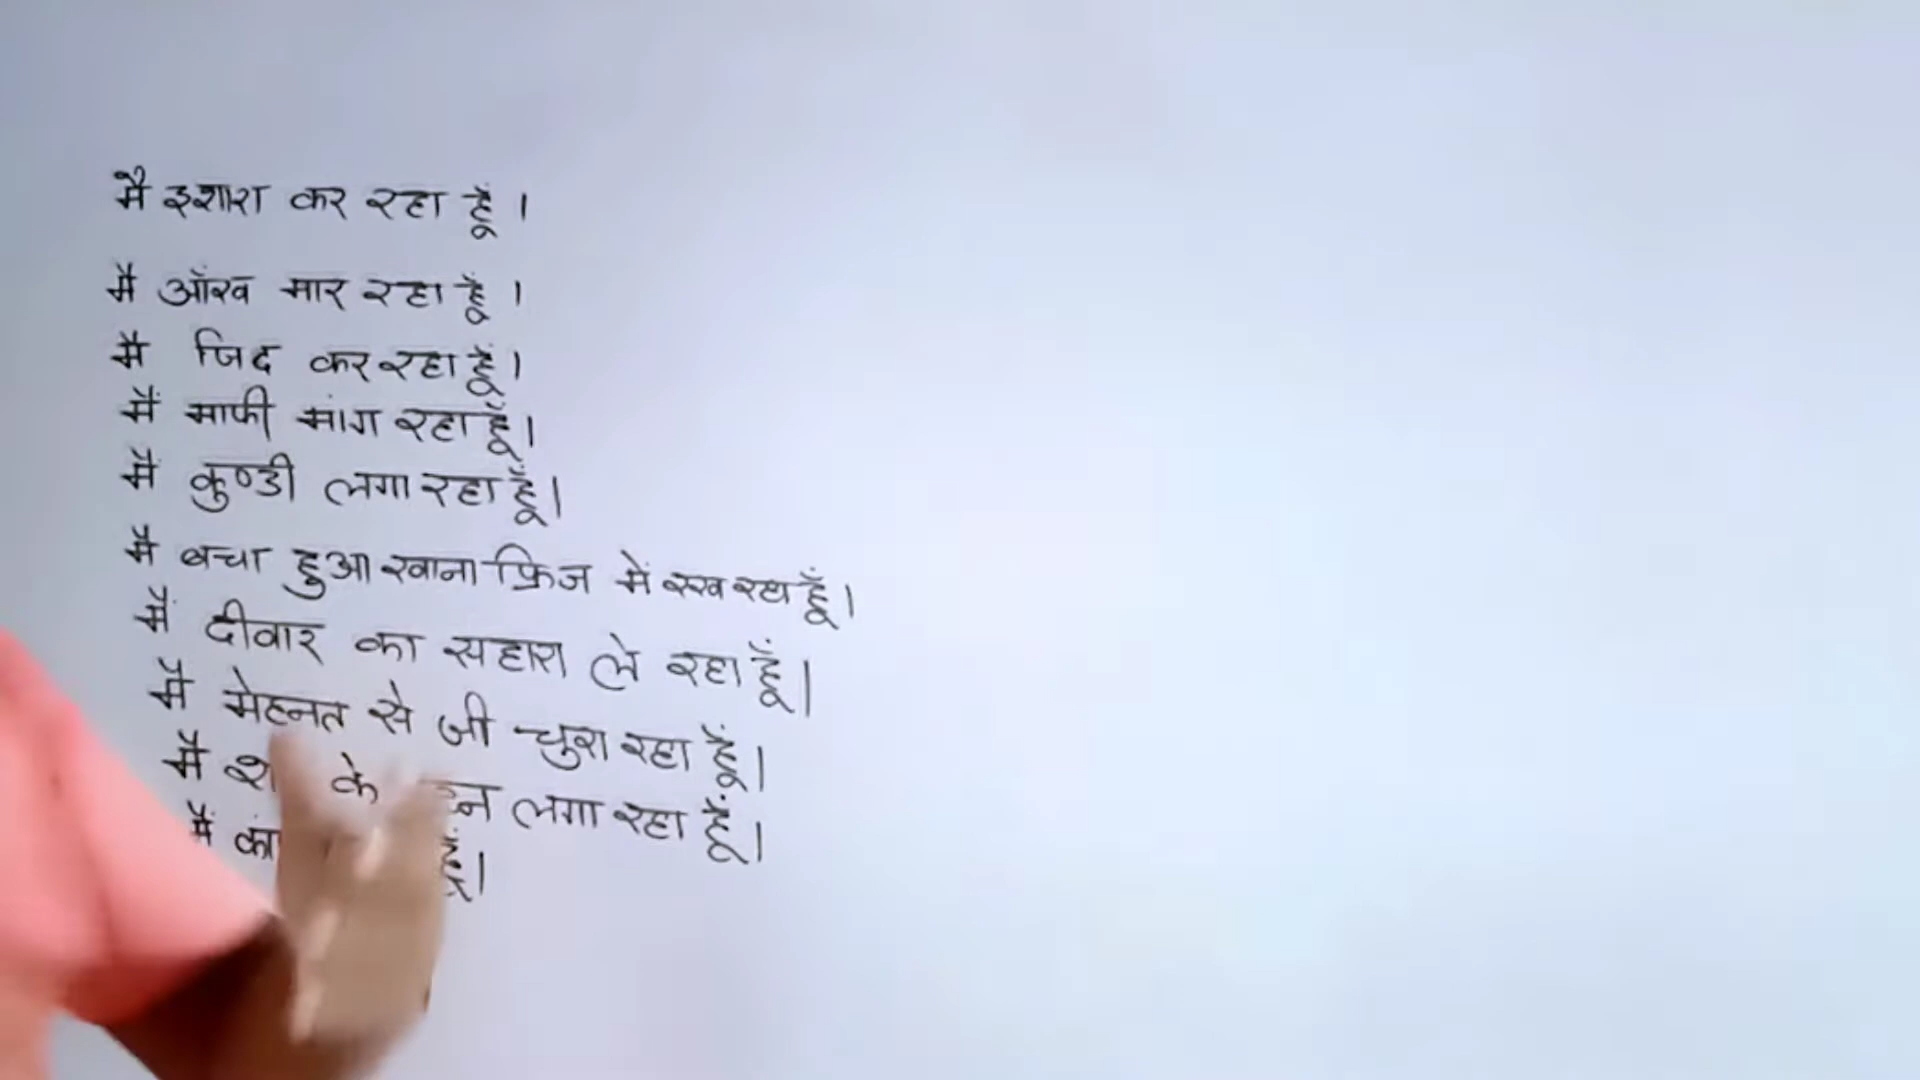 मै इशारा कर रहा हूँ ।
मै आँख मार रहा हूँ ।
मै जिद कर रहा हूँ ।
मैं माफी मांग रहा हूँ ।
मैं कुण्डी लगा रहा हूँ ।
मै बचा हुआ खाना फ्रिज में रख रहा हूँ ।
मैं दीवार का सहारा ले रहा हूँ ।
मैं मेहनत से जी चुरा रहा हूँ ।
मैं के लगा रहा हूँ ।
मैं हूँ ।